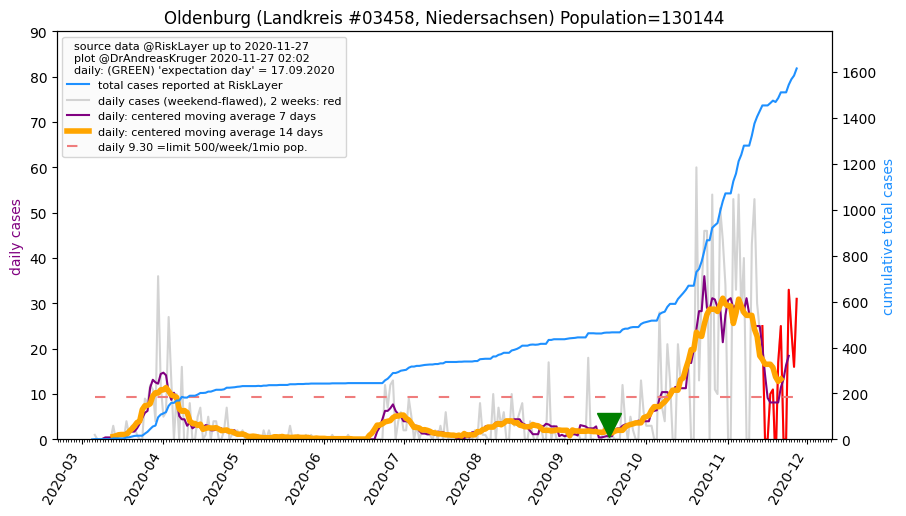 Oldenburg (Landkreis #03458, Niedersachsen) Population=130144
source data @RiskLayer up to 2020-11-27
plot @DrAndreasKruger 2020-11-27 02:02
daily: (GREEN) 'expectation day' = 17.09.2020
total cases reported at RiskLayer
daily cases (weekend-flawed), 2 weeks: red
daily: centered moving average 7 days
daily: centered moving average 14 days
daily 9.30 =limit 500/week/1mio pop.
daily cases
90
80
70
60
50
40
30
20
10
0
cumulative total cases
1600
1400
1200
1000
800
600
400
200
0
2020-03
2020-04
2020-05
2020-06
2020-07
2020-08
2020-09
2020-10
2020-11
2020-12